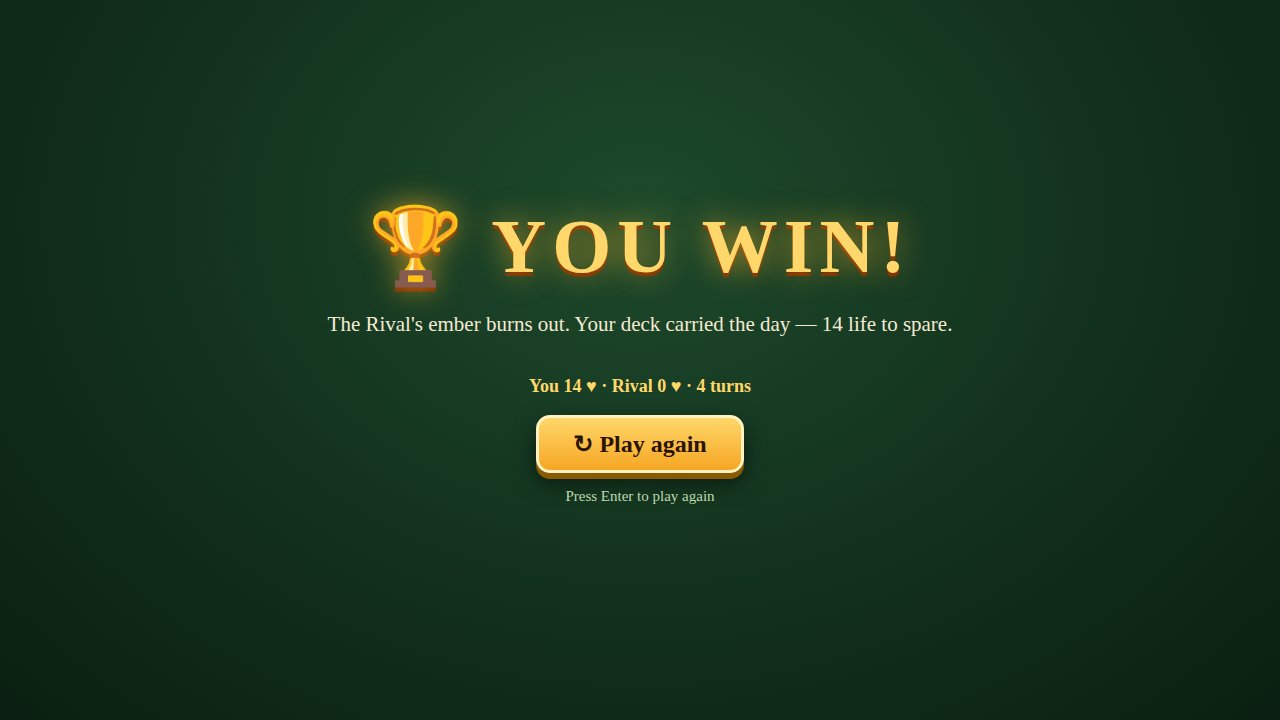 🏆 YOU WIN!
The Rival's ember burns out. Your deck carried the day — 14 life to spare.
You 14 ♥ · Rival 0 ♥ · 4 turns
↻ Play again
Press Enter to play again